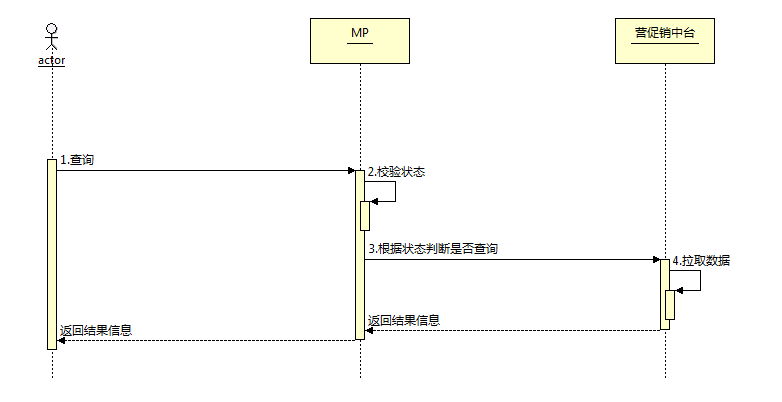 MP
营促销中台
actor
1.查询
2.校验状态
3.根据状态判断是否查询
4.拉取数据
返回结果信息
返回结果信息